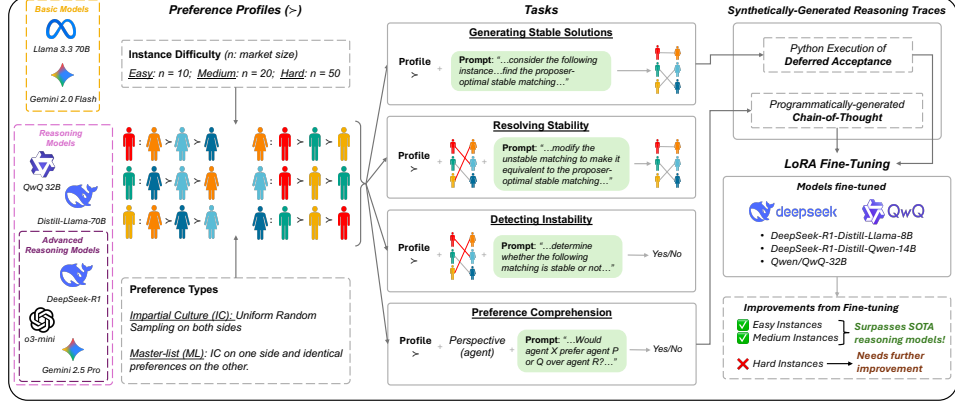 Basic Models
Llama 3.3 70B
Gemini 2.0 Flash
Reasoning
Models
QwQ 32B
Distill-Llama-70B
Advanced
Reasoning Models
DeepSeek-R1
o3-mini
Gemini 2.5 Pro
Preference Profiles (≻)
Instance Difficulty (n: market size)
Easy: n = 10; Medium: n = 20; Hard: n = 50
: ≻ ≻ : ≻ ≻
: ≻ ≻ : ≻ ≻
: ≻ ≻ : ≻ ≻
Preference Types
Impartial Culture (IC): Uniform Random
Sampling on both sides
Master-list (ML): IC on one side and identical
preferences on the other.
Tasks
Generating Stable Solutions
Profile
≻
+
Prompt: “…consider the following
instance…find the proposer-
optimal stable matching…”
Resolving Stability
Profile
≻
+
+
Prompt: “…modify the
unstable matching to make it
equivalent to the proposer-
optimal stable matching…”
Detecting Instability
Profile
≻
+
+
Prompt: “…determine
whether the following
matching is stable or not…”
Yes/No
Preference Comprehension
Profile
≻
+
Perspective
(agent)
+
Prompt: “…Would
agent X prefer agent P
or Q over agent R?…”
Yes/No
Synthetically-Generated Reasoning Traces
Python Execution of
Deferred Acceptance
Programmatically-generated
Chain-of-Thought
LoRA Fine-Tuning
Models fine-tuned
deepseek
QwQ
• DeepSeek-R1-Distill-Llama-8B
• DeepSeek-R1-Distill-Qwen-14B
• Qwen/QwQ-32B
Improvements from Fine-tuning
Easy Instances
Medium Instances
Surpasses SOTA
reasoning models!
Hard Instances
Needs further
improvement